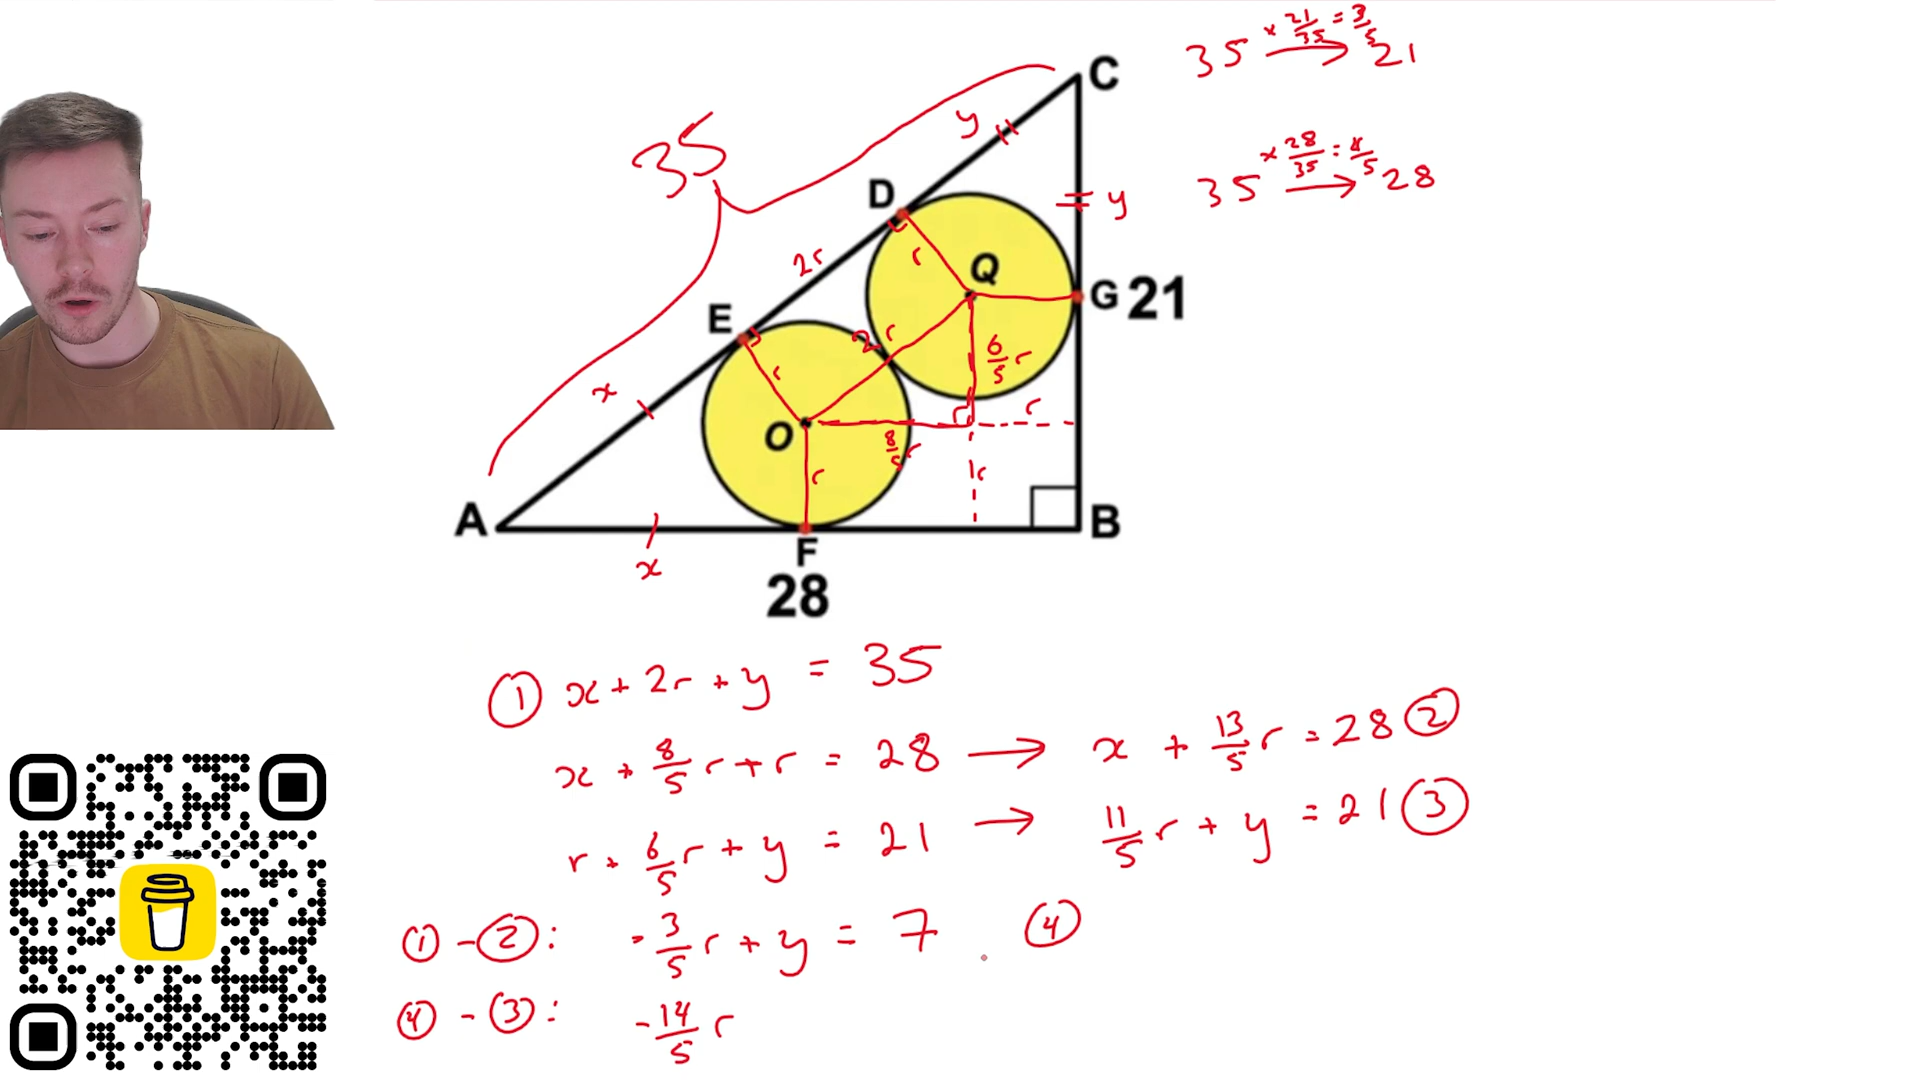 35 × 21/35 = 3/5 → 21
C
35
y
35 × 28/35 = 4/5 → 28
D
= y
2r
r
Q
G 21
E
2r
6/5 r
x
r
r
O
r
8/5 r
r
r
A
B
F
x
28
① x + 2r + y = 35
x + 8/5 r + r = 28 → x + 13/5 r = 28 ②
r + 6/5 r + y = 21 → 11/5 r + y = 21 ③
① - ②: - 3/5 r + y = 7 ④
④ - ③: - 14/5 r